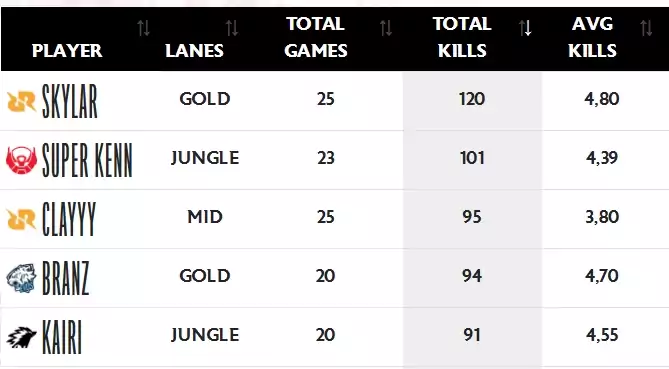 PLAYER LANES TOTAL GAMES TOTAL KILLS AVG KILLS
SKYLAR GOLD 25 120 4,80
SUPER KENN JUNGLE 23 101 4,39
CLAYYY MID 25 95 3,80
BRANZ GOLD 20 94 4,70
KAIRI JUNGLE 20 91 4,55